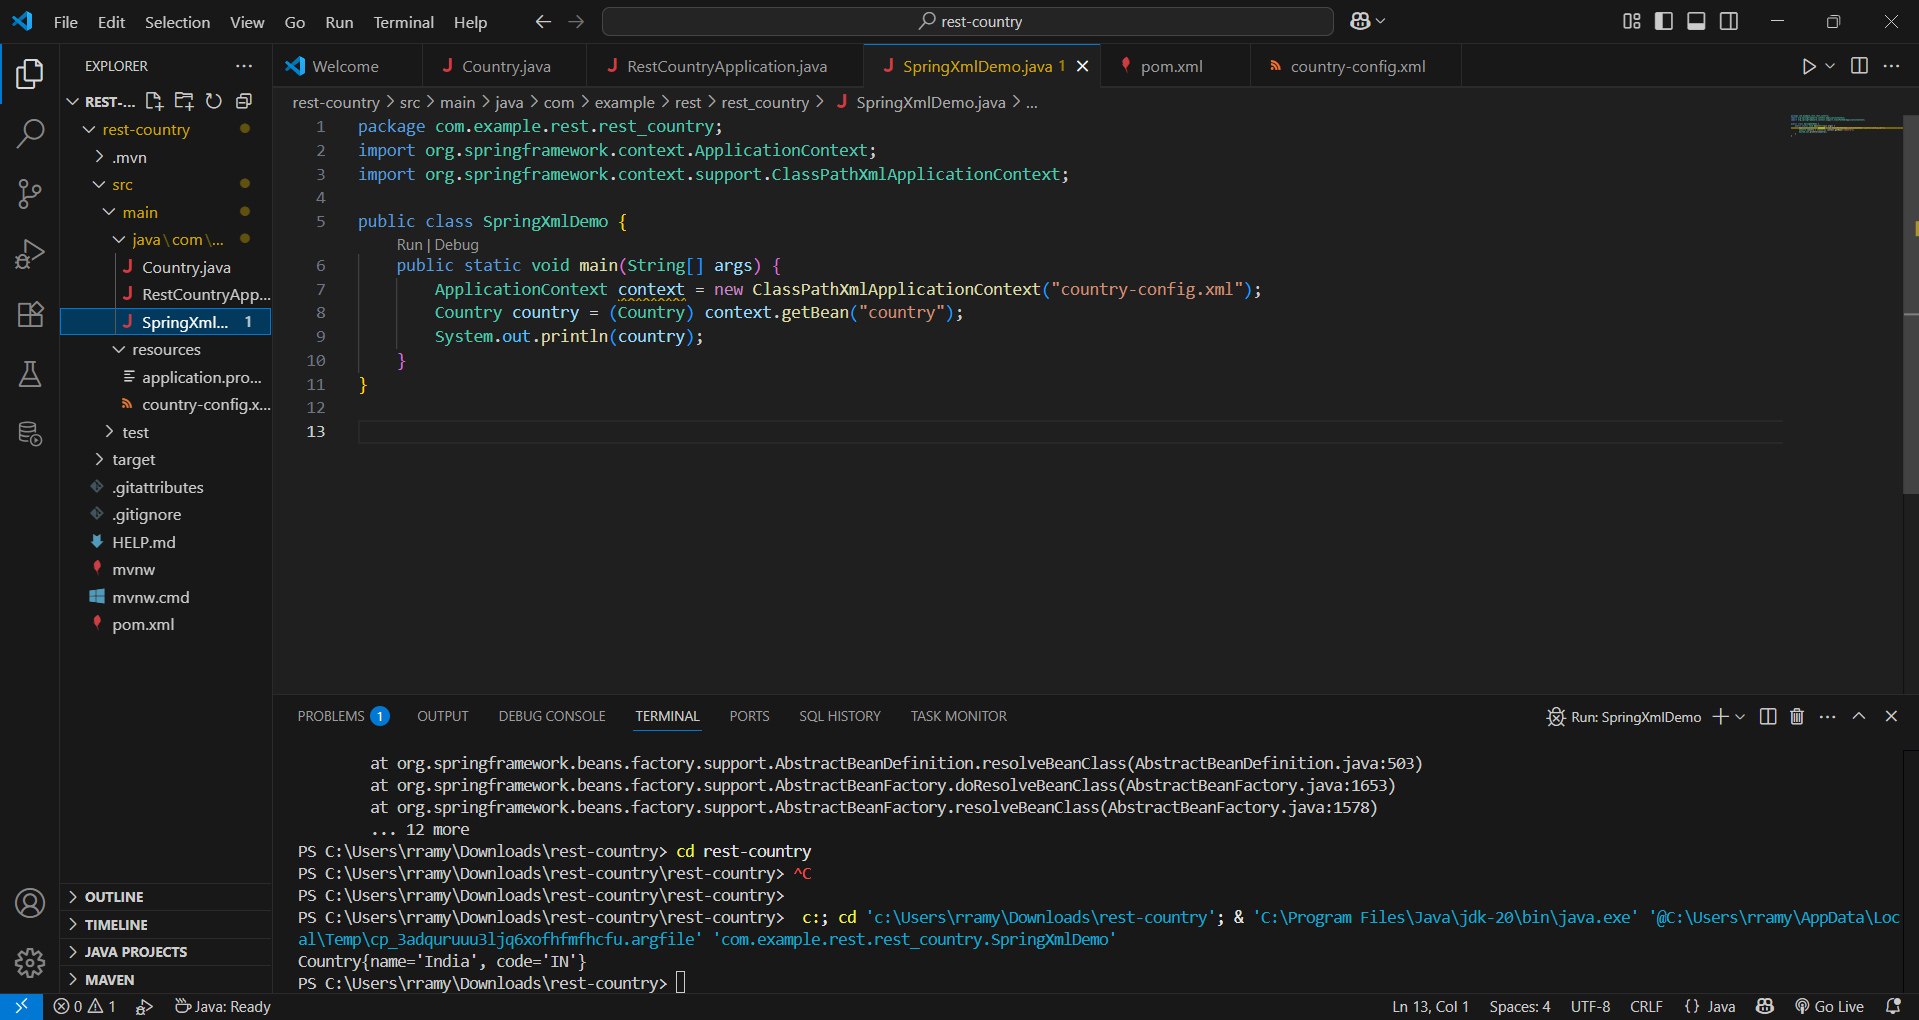 File Edit Selection View Go Run Terminal Help
rest-country
EXPLORER
REST-...
rest-country
.mvn
src
main
java\com\...
Country.java
RestCountryApp...
SpringXml... 1
resources
application.pro...
country-config.x...
test
target
.gitattributes
.gitignore
HELP.md
mvnw
mvnw.cmd
pom.xml
OUTLINE
TIMELINE
JAVA PROJECTS
MAVEN
Welcome Country.java RestCountryApplication.java SpringXmlDemo.java 1 pom.xml country-config.xml
rest-country > src > main > java > com > example > rest > rest_country > SpringXmlDemo.java > ...
1 package com.example.rest.rest_country;
2 import org.springframework.context.ApplicationContext;
3 import org.springframework.context.support.ClassPathXmlApplicationContext;
4
5 public class SpringXmlDemo {
Run | Debug
6 public static void main(String[] args) {
7 ApplicationContext context = new ClassPathXmlApplicationContext("country-config.xml");
8 Country country = (Country) context.getBean("country");
9 System.out.println(country);
10 }
11 }
12
13
PROBLEMS 1 OUTPUT DEBUG CONSOLE TERMINAL PORTS SQL HISTORY TASK MONITOR
Run: SpringXmlDemo
at org.springframework.beans.factory.support.AbstractBeanDefinition.resolveBeanClass(AbstractBeanDefinition.java:503)
at org.springframework.beans.factory.support.AbstractBeanFactory.doResolveBeanClass(AbstractBeanFactory.java:1653)
at org.springframework.beans.factory.support.AbstractBeanFactory.resolveBeanClass(AbstractBeanFactory.java:1578)
... 12 more
PS C:\Users\rramy\Downloads\rest-country> cd rest-country
PS C:\Users\rramy\Downloads\rest-country\rest-country> ^C
PS C:\Users\rramy\Downloads\rest-country\rest-country>
PS C:\Users\rramy\Downloads\rest-country\rest-country> c:; cd 'c:\Users\rramy\Downloads\rest-country'; & 'C:\Program Files\Java\jdk-20\bin\java.exe' '@C:\Users\rramy\AppData\Loc
al\Temp\cp_3adquruuu3ljq6xofhfmfhcfu.argfile' 'com.example.rest.rest_country.SpringXmlDemo'
Country{name='India', code='IN'}
PS C:\Users\rramy\Downloads\rest-country>
0 1 Java: Ready Ln 13, Col 1 Spaces: 4 UTF-8 CRLF {} Java Go Live